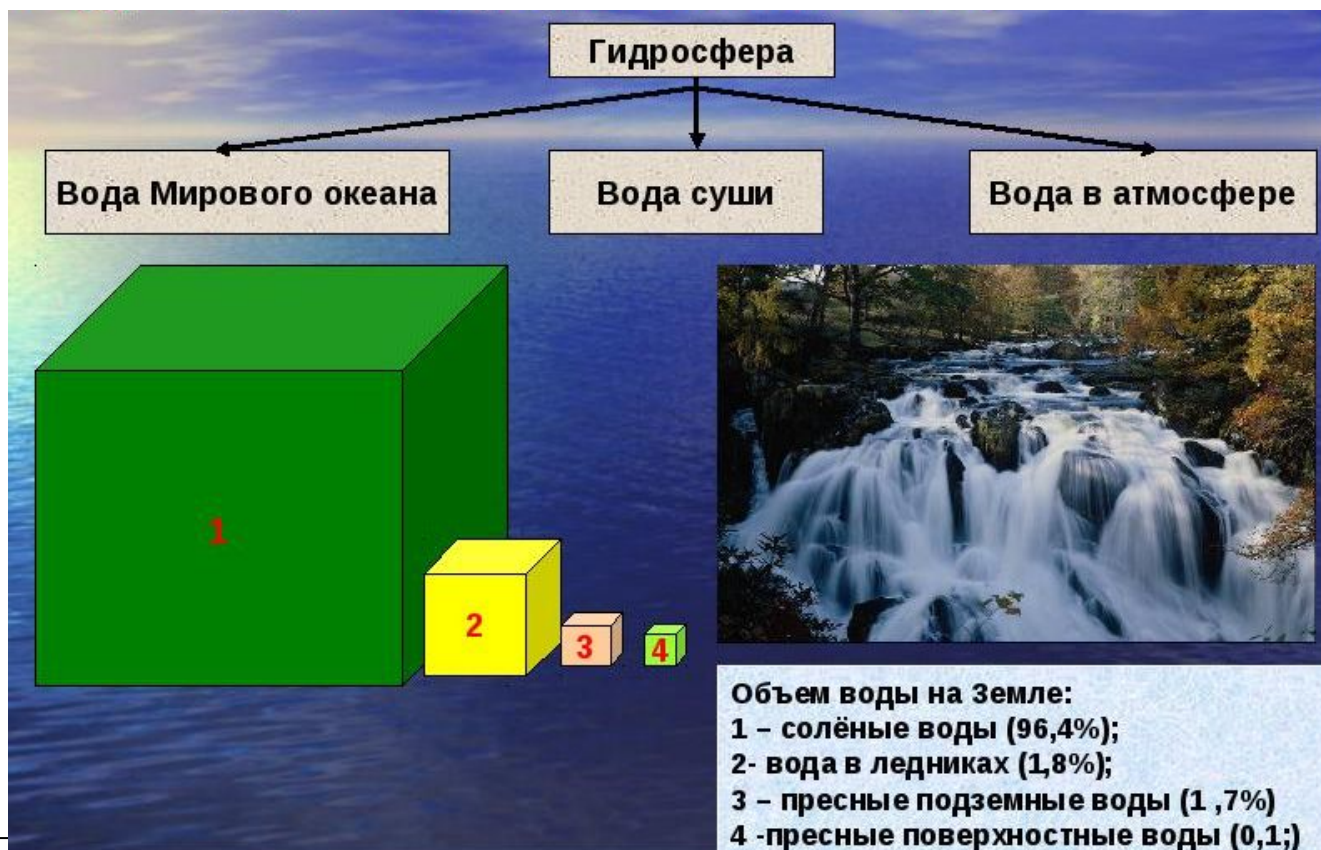 Гидросфера
Вода Мирового океана
Вода суши
Вода в атмосфере
1
2
3
4
Объем воды на Земле:
1 – солёные воды (96,4%);
2- вода в ледниках (1,8%);
3 – пресные подземные воды (1 ,7%)
4 -пресные поверхностные воды (0,1;)